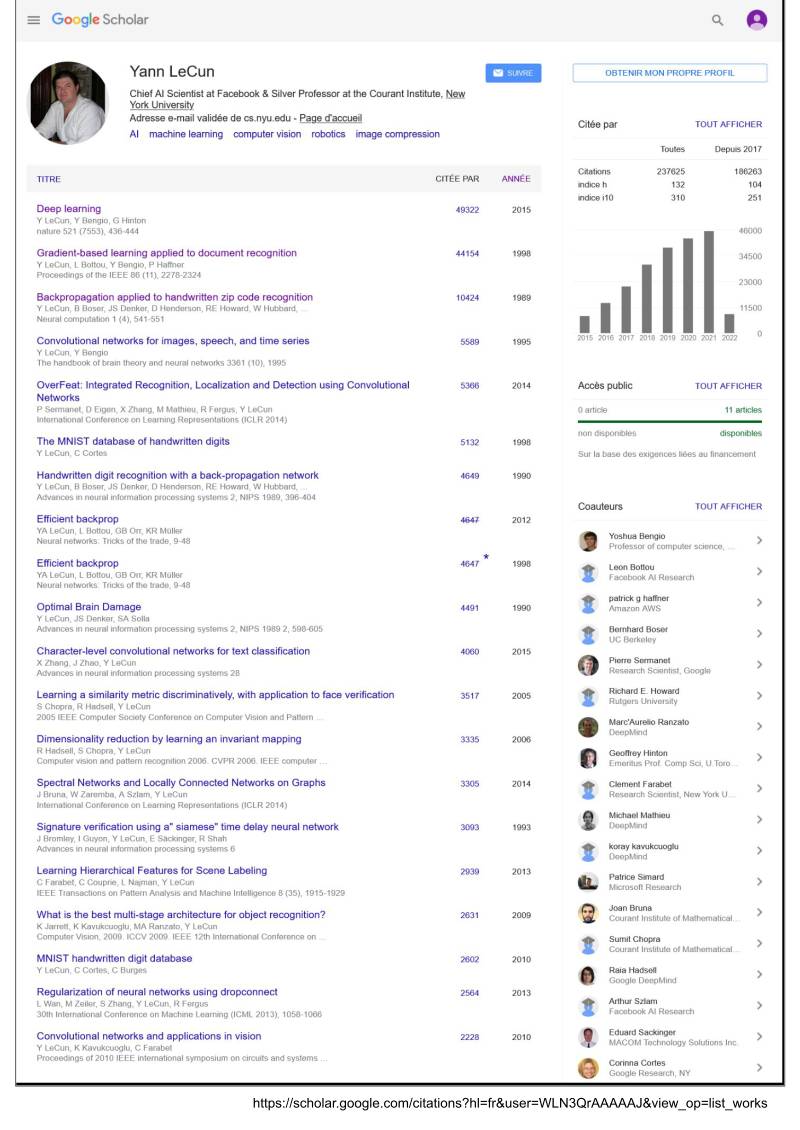 Google Scholar
Yann LeCun
SUIVRE
Chief AI Scientist at Facebook & Silver Professor at the Courant Institute, New
York University
Adresse e-mail validée de cs.nyu.edu - Page d'accueil
AI machine learning computer vision robotics image compression
TITRE CITÉE PAR ANNÉE
Deep learning 49322 2015
Y LeCun, Y Bengio, G Hinton
nature 521 (7553), 436-444
Gradient-based learning applied to document recognition 44154 1998
Y LeCun, L Bottou, Y Bengio, P Haffner
Proceedings of the IEEE 86 (11), 2278-2324
Backpropagation applied to handwritten zip code recognition 10424 1989
Y LeCun, B Boser, JS Denker, D Henderson, RE Howard, W Hubbard, ...
Neural computation 1 (4), 541-551
Convolutional networks for images, speech, and time series 5589 1995
Y LeCun, Y Bengio
The handbook of brain theory and neural networks 3361 (10), 1995
OverFeat: Integrated Recognition, Localization and Detection using Convolutional 5366 2014
Networks
P Sermanet, D Eigen, X Zhang, M Mathieu, R Fergus, Y LeCun
International Conference on Learning Representations (ICLR 2014)
The MNIST database of handwritten digits 5132 1998
Y LeCun, C Cortes
Handwritten digit recognition with a back-propagation network 4649 1990
Y LeCun, B Boser, JS Denker, D Henderson, RE Howard, W Hubbard, ...
Advances in neural information processing systems 2, NIPS 1989, 396-404
Efficient backprop 4647 2012
YA LeCun, L Bottou, GB Orr, KR Müller
Neural networks: Tricks of the trade, 9-48
Efficient backprop 4647 * 1998
YA LeCun, L Bottou, GB Orr, KR Müller
Neural networks: Tricks of the trade, 9-48
Optimal Brain Damage 4491 1990
Y LeCun, JS Denker, SA Solla
Advances in neural information processing systems 2, NIPS 1989 2, 598-605
Character-level convolutional networks for text classification 4060 2015
X Zhang, J Zhao, Y LeCun
Advances in neural information processing systems 28
Learning a similarity metric discriminatively, with application to face verification 3517 2005
S Chopra, R Hadsell, Y LeCun
2005 IEEE Computer Society Conference on Computer Vision and Pattern ...
Dimensionality reduction by learning an invariant mapping 3335 2006
R Hadsell, S Chopra, Y LeCun
Computer vision and pattern recognition 2006. CVPR 2006. IEEE computer ...
Spectral Networks and Locally Connected Networks on Graphs 3305 2014
J Bruna, W Zaremba, A Szlam, Y LeCun
International Conference on Learning Representations (ICLR 2014)
Signature verification using a" siamese" time delay neural network 3093 1993
J Bromley, I Guyon, Y LeCun, E Säckinger, R Shah
Advances in neural information processing systems 6
Learning Hierarchical Features for Scene Labeling 2939 2013
C Farabet, C Couprie, L Najman, Y LeCun
IEEE Transactions on Pattern Analysis and Machine Intelligence 8 (35), 1915-1929
What is the best multi-stage architecture for object recognition? 2631 2009
K Jarrett, K Kavukcuoglu, MA Ranzato, Y LeCun
Computer Vision, 2009. ICCV 2009. IEEE 12th International Conference on ...
MNIST handwritten digit database 2602 2010
Y LeCun, C Cortes, C Burges
Regularization of neural networks using dropconnect 2564 2013
L Wan, M Zeiler, S Zhang, Y LeCun, R Fergus
30th International Conference on Machine Learning (ICML 2013), 1058-1066
Convolutional networks and applications in vision 2228 2010
Y LeCun, K Kavukcuoglu, C Farabet
Proceedings of 2010 IEEE international symposium on circuits and systems ...
OBTENIR MON PROPRE PROFIL
Citée par TOUT AFFICHER
Toutes Depuis 2017
Citations 237625 186263
indice h 132 104
indice i10 310 251
46000
34500
23000
11500
0
2015 2016 2017 2018 2019 2020 2021 2022
Accès public TOUT AFFICHER
0 article 11 articles
non disponibles disponibles
Sur la base des exigences liées au financement
Coauteurs TOUT AFFICHER
Yoshua Bengio
Professor of computer science, ...
Leon Bottou
Facebook AI Research
patrick g haffner
Amazon AWS
Bernhard Boser
UC Berkeley
Pierre Sermanet
Research Scientist, Google
Richard E. Howard
Rutgers University
Marc'Aurelio Ranzato
DeepMind
Geoffrey Hinton
Emeritus Prof. Comp Sci, U.Toro...
Clement Farabet
Research Scientist, New York U...
Michael Mathieu
DeepMind
koray kavukcuoglu
DeepMind
Patrice Simard
Microsoft Research
Joan Bruna
Courant Institute of Mathematical...
Sumit Chopra
Courant Institute of Mathematical...
Raia Hadsell
Google DeepMind
Arthur Szlam
Facebook AI Research
Eduard Sackinger
MACOM Technology Solutions Inc.
Corinna Cortes
Google Research, NY
https://scholar.google.com/citations?hl=fr&user=WLN3QrAAAAAJ&view_op=list_works